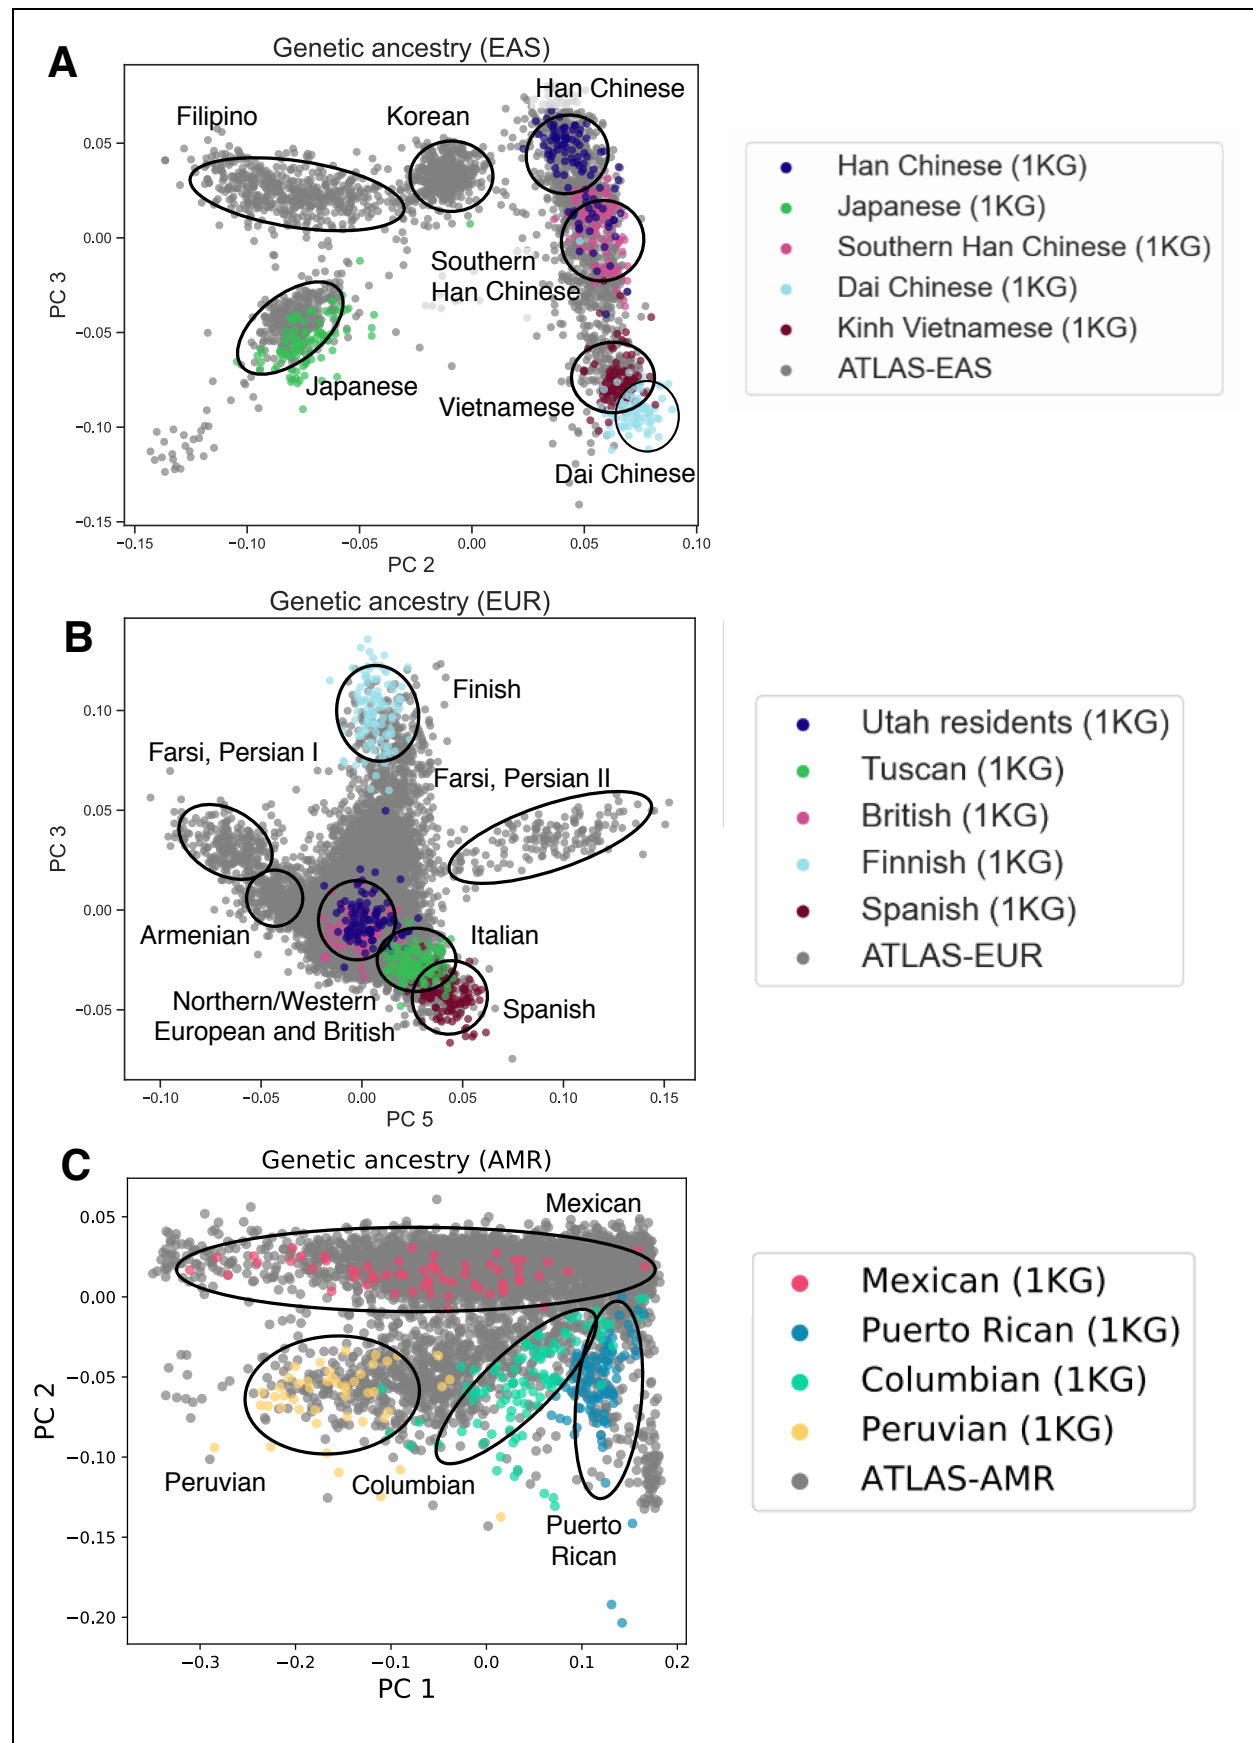 A
Genetic ancestry (EAS)
Han Chinese
Filipino
Korean
Southern
Han Chinese
Japanese
Vietnamese
Dai Chinese
0.05
0.00
−0.05
−0.10
−0.15
PC 3
−0.15
−0.10
−0.05
0.00
0.05
0.10
PC 2
Han Chinese (1KG)
Japanese (1KG)
Southern Han Chinese (1KG)
Dai Chinese (1KG)
Kinh Vietnamese (1KG)
ATLAS-EAS
B
Genetic ancestry (EUR)
Finish
Farsi, Persian I
Farsi, Persian II
Armenian
Italian
Northern/Western
European and British
Spanish
0.10
0.05
0.00
−0.05
PC 3
−0.10
−0.05
0.00
0.05
0.10
0.15
PC 5
Utah residents (1KG)
Tuscan (1KG)
British (1KG)
Finnish (1KG)
Spanish (1KG)
ATLAS-EUR
C
Genetic ancestry (AMR)
Mexican
Peruvian
Columbian
Puerto
Rican
0.05
0.00
−0.05
−0.10
−0.15
−0.20
PC 2
−0.3
−0.2
−0.1
0.0
0.1
0.2
PC 1
Mexican (1KG)
Puerto Rican (1KG)
Columbian (1KG)
Peruvian (1KG)
ATLAS-AMR